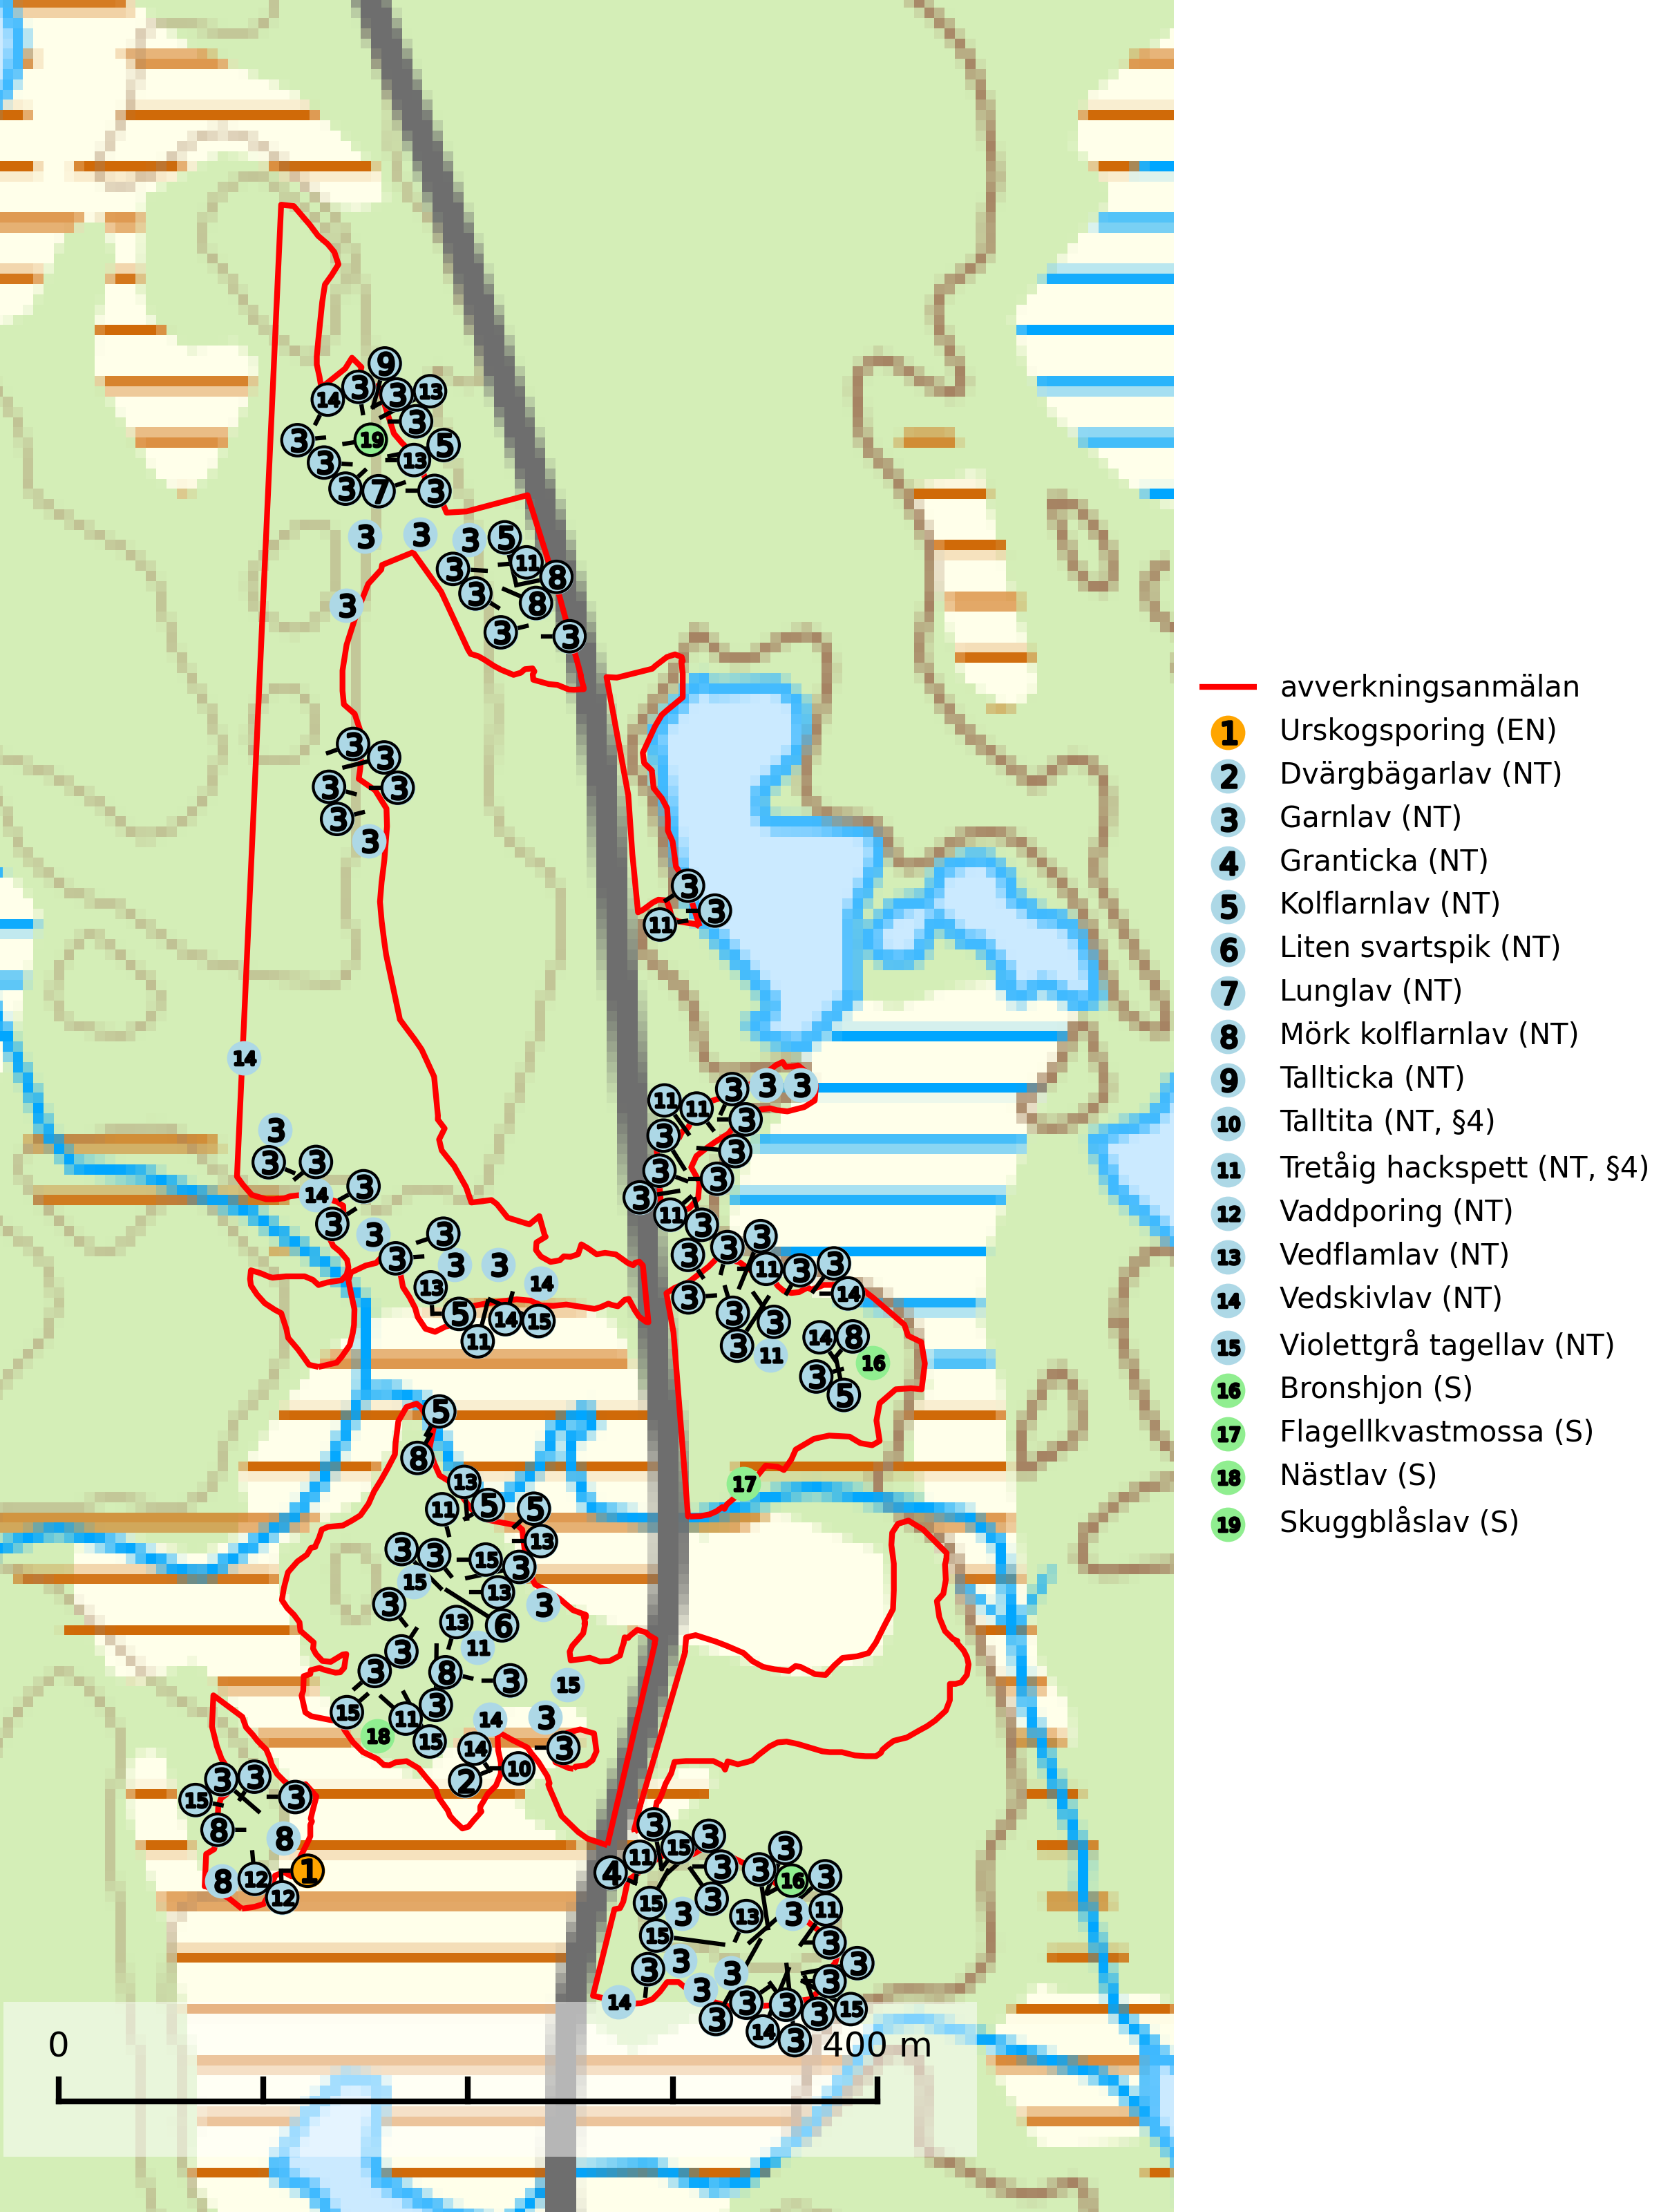 avverkningsanmälan
1 Urskogsporing (EN)
2 Dvärgbägarlav (NT)
3 Garnlav (NT)
4 Granticka (NT)
5 Kolflarnlav (NT)
6 Liten svartspik (NT)
7 Lunglav (NT)
8 Mörk kolflarnlav (NT)
9 Tallticka (NT)
10 Talltita (NT, §4)
11 Tretåig hackspett (NT, §4)
12 Vaddporing (NT)
13 Vedflamlav (NT)
14 Vedskivlav (NT)
15 Violettgrå tagellav (NT)
16 Bronshjon (S)
17 Flagellkvastmossa (S)
18 Nästlav (S)
19 Skuggblåslav (S)
0 400 m